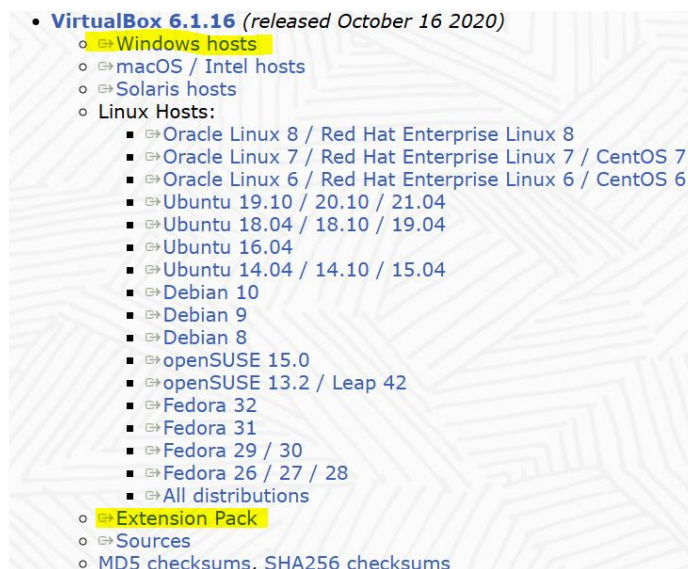 VirtualBox 6.1.16 (released October 16 2020)
Windows hosts
macOS / Intel hosts
Solaris hosts
Linux Hosts:
Oracle Linux 8 / Red Hat Enterprise Linux 8
Oracle Linux 7 / Red Hat Enterprise Linux 7 / CentOS 7
Oracle Linux 6 / Red Hat Enterprise Linux 6 / CentOS 6
Ubuntu 19.10 / 20.10 / 21.04
Ubuntu 18.04 / 18.10 / 19.04
Ubuntu 16.04
Ubuntu 14.04 / 14.10 / 15.04
Debian 10
Debian 9
Debian 8
openSUSE 15.0
openSUSE 13.2 / Leap 42
Fedora 32
Fedora 31
Fedora 29 / 30
Fedora 26 / 27 / 28
All distributions
Extension Pack
Sources
MD5 checksums, SHA256 checksums